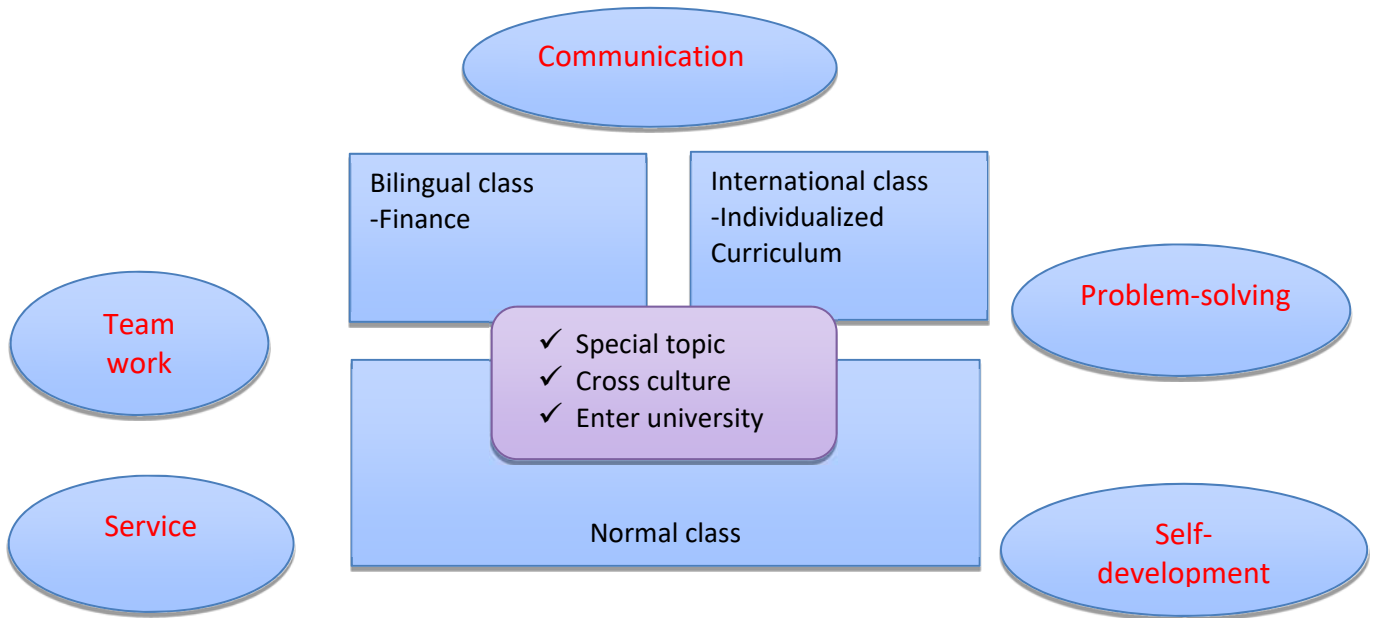 Communication
Bilingual class
-Finance
International class
-Individualized
Curriculum
Team
work
Problem-solving
✓ Special topic
✓ Cross culture
✓ Enter university
Service
Normal class
Self-
development